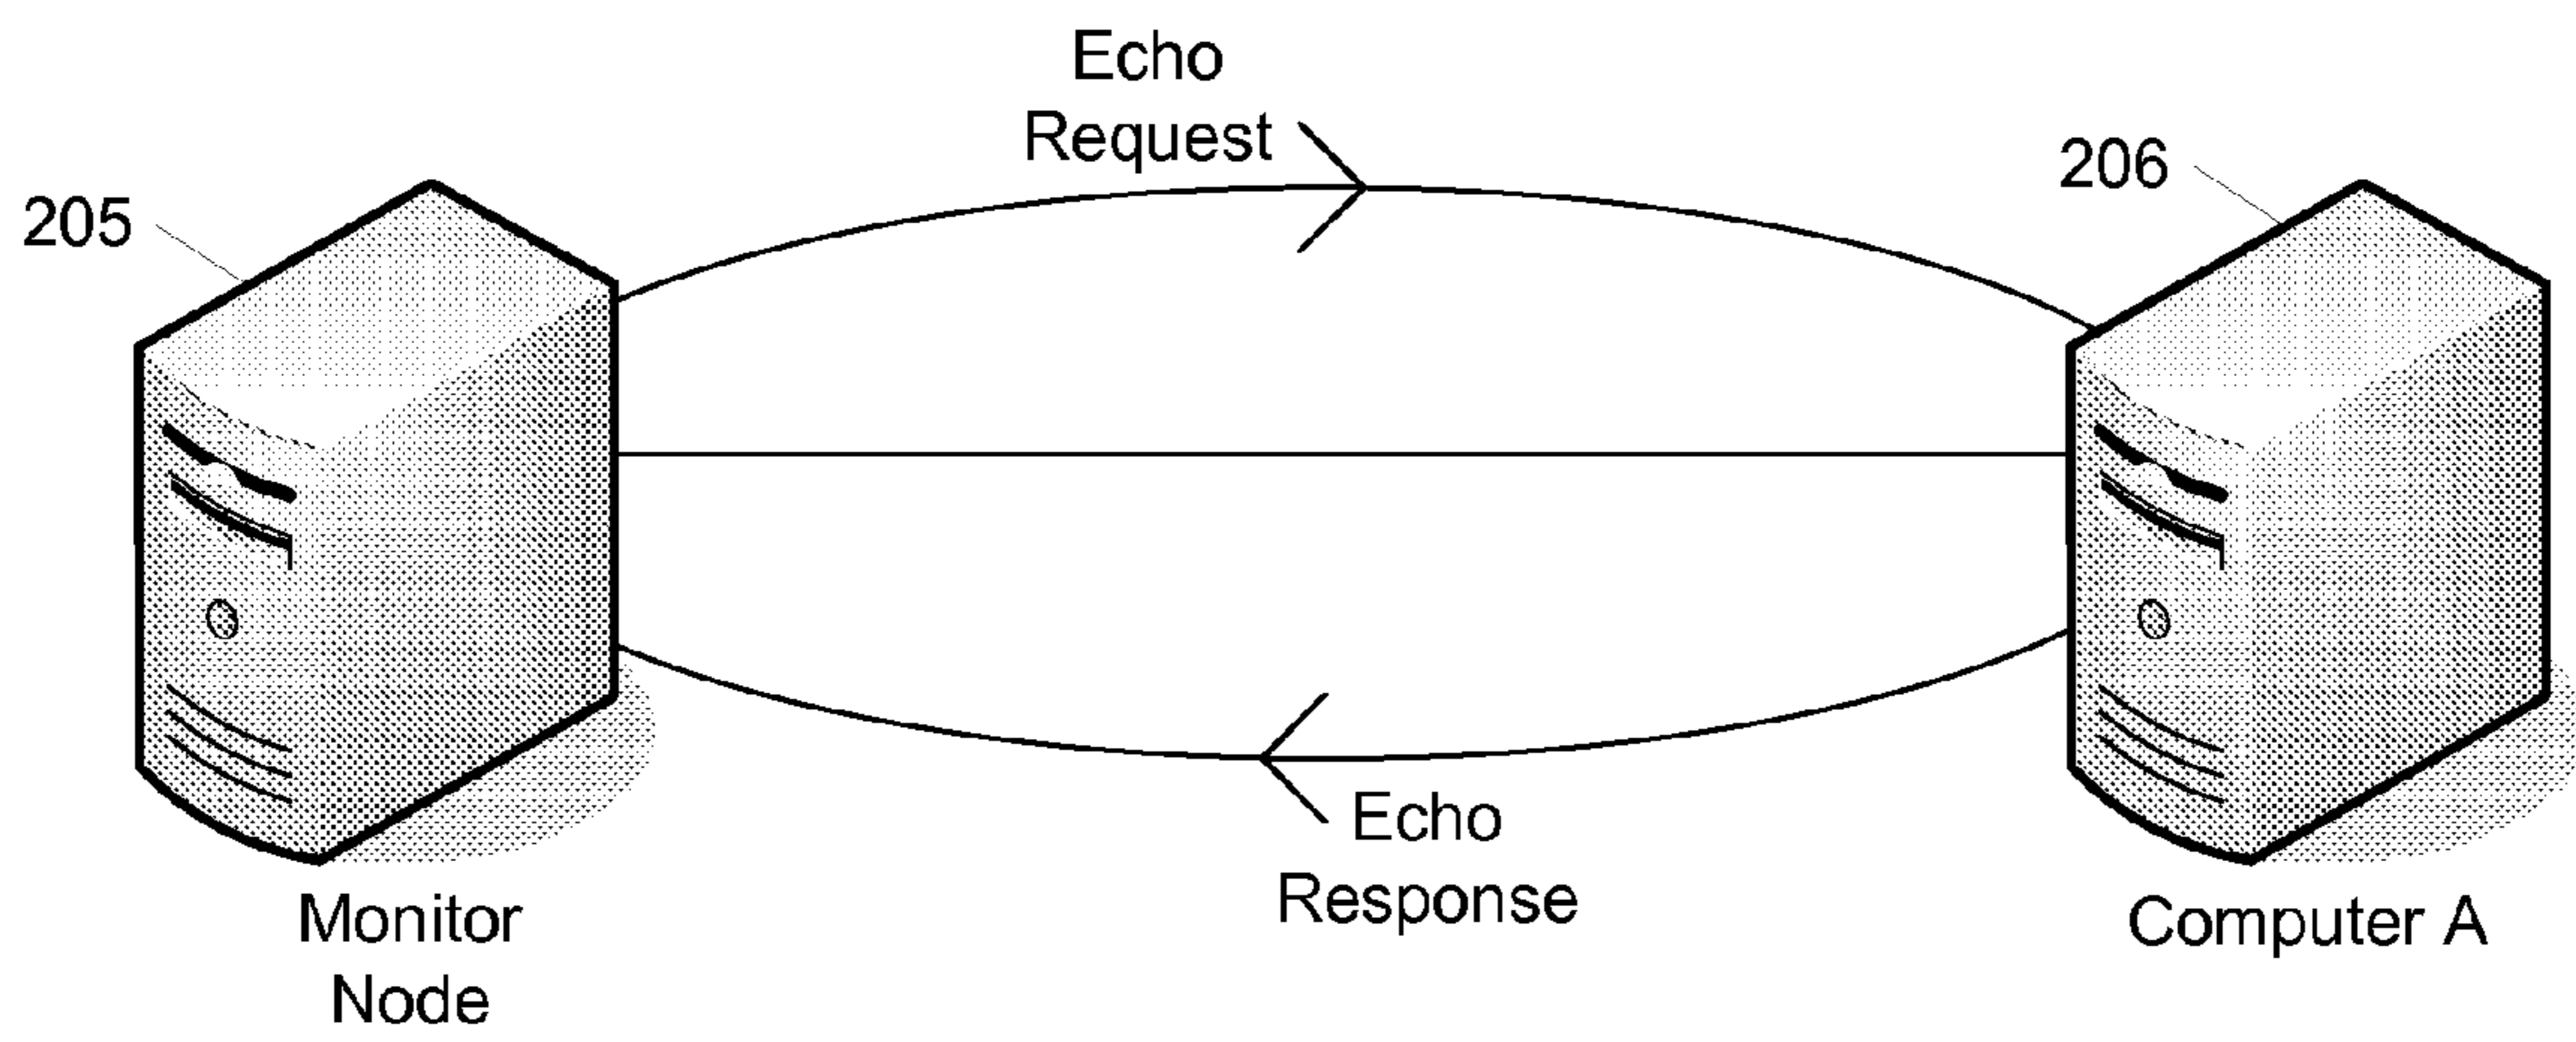 Echo
Request
205
206
Echo
Response
Monitor
Node
Computer A